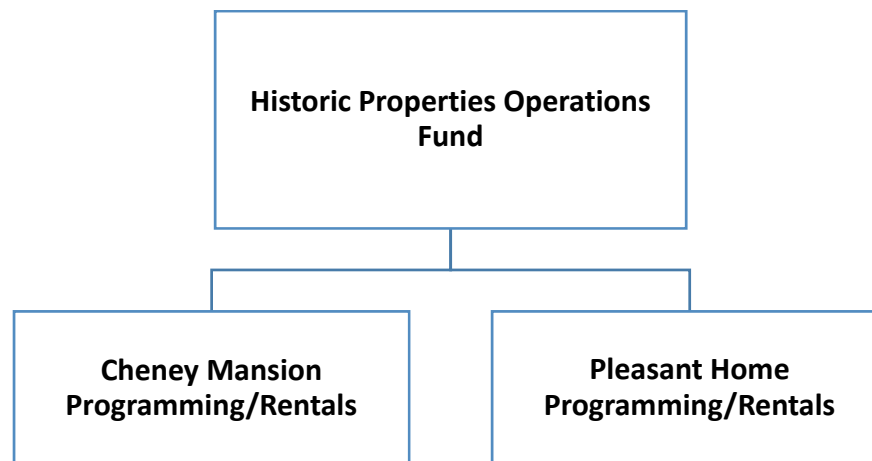 Historic Properties Operations
Fund
Cheney Mansion
Programming/Rentals
Pleasant Home
Programming/Rentals